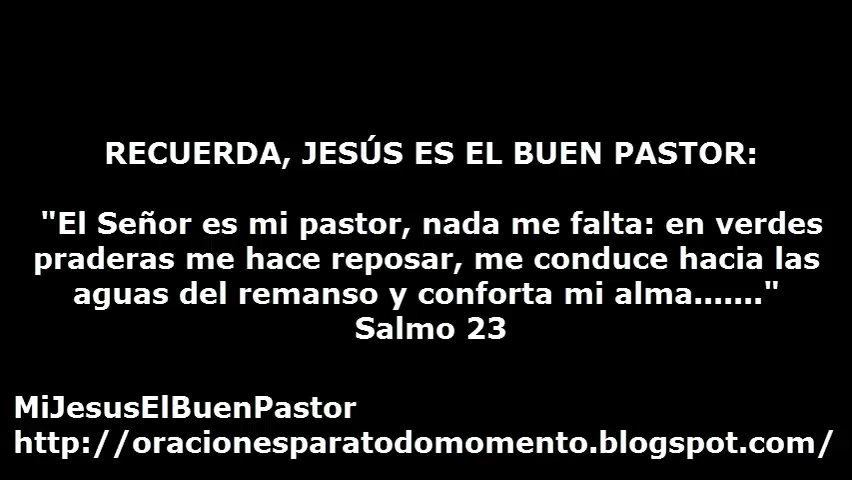 RECUERDA, JESÚS ES EL BUEN PASTOR:
"El Señor es mi pastor, nada me falta: en verdes
praderas me hace reposar, me conduce hacia las
aguas del remanso y conforta mi alma......."
Salmo 23
MiJesusElBuenPastor
http://oracionesparatodomomento.blogspot.com/